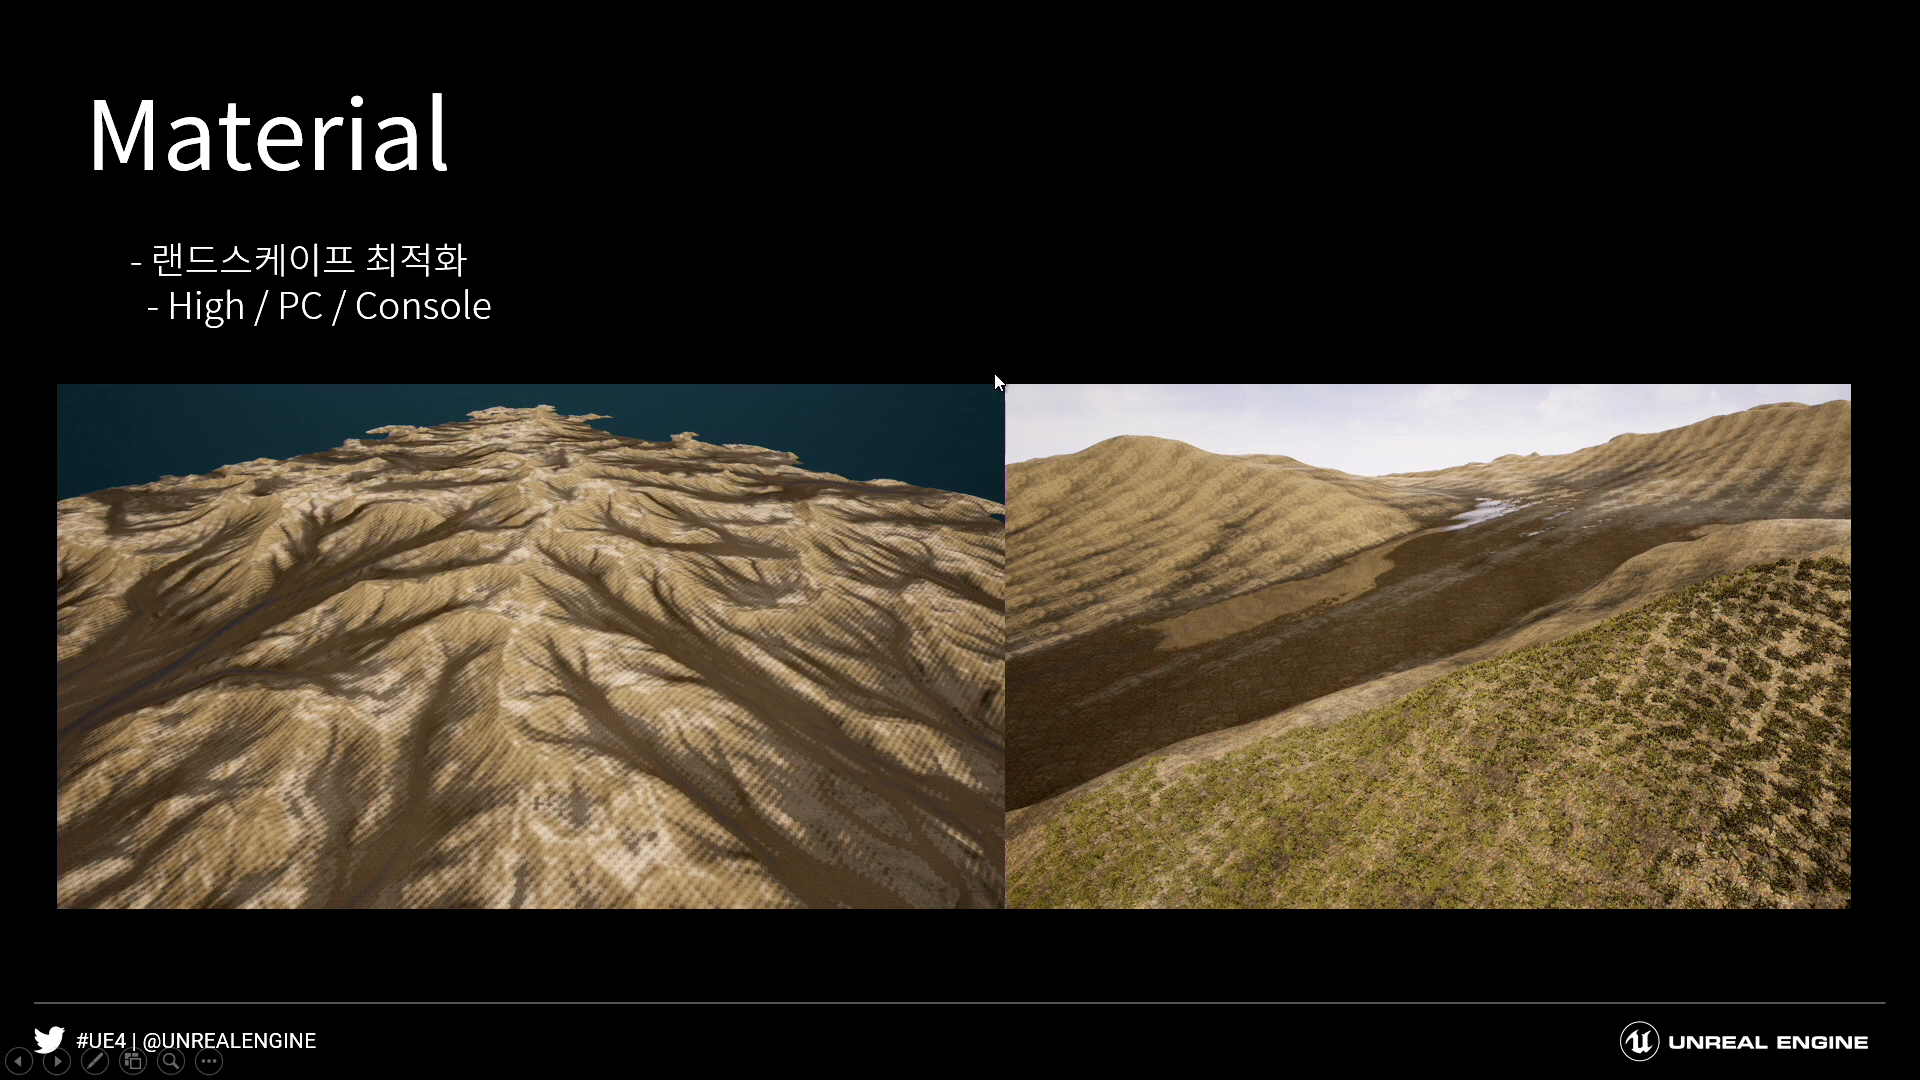 Material
- 랜드스케이프 최적화
- High / PC / Console
#UE4 | @UNREALENGINE
UNREAL ENGINE